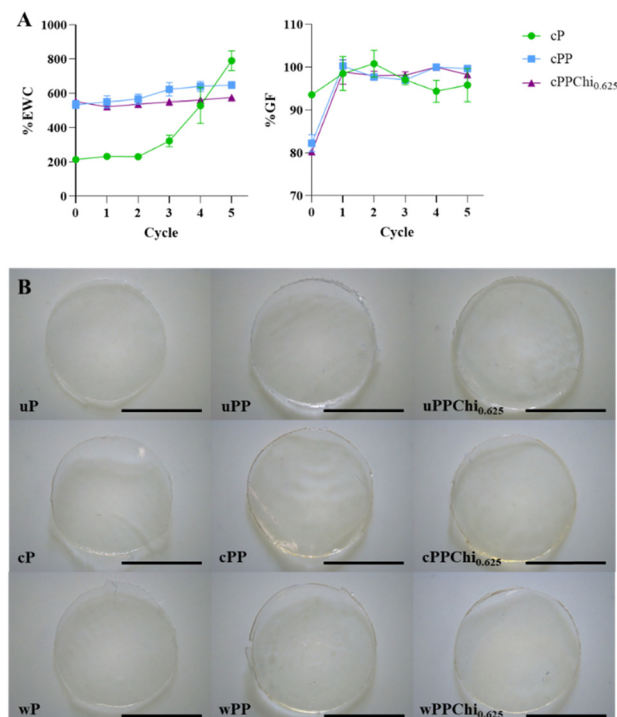 A
1000
800
600
400
200
0
%EWC
0 1 2 3 4 5
Cycle
100
90
80
70
%GF
110
0 1 2 3 4 5
Cycle
cP
cPP
cPPChi0.625
B
uP
uPP
uPPChi0.625
cP
cPP
cPPChi0.625
wP
wPP
wPPChi0.625